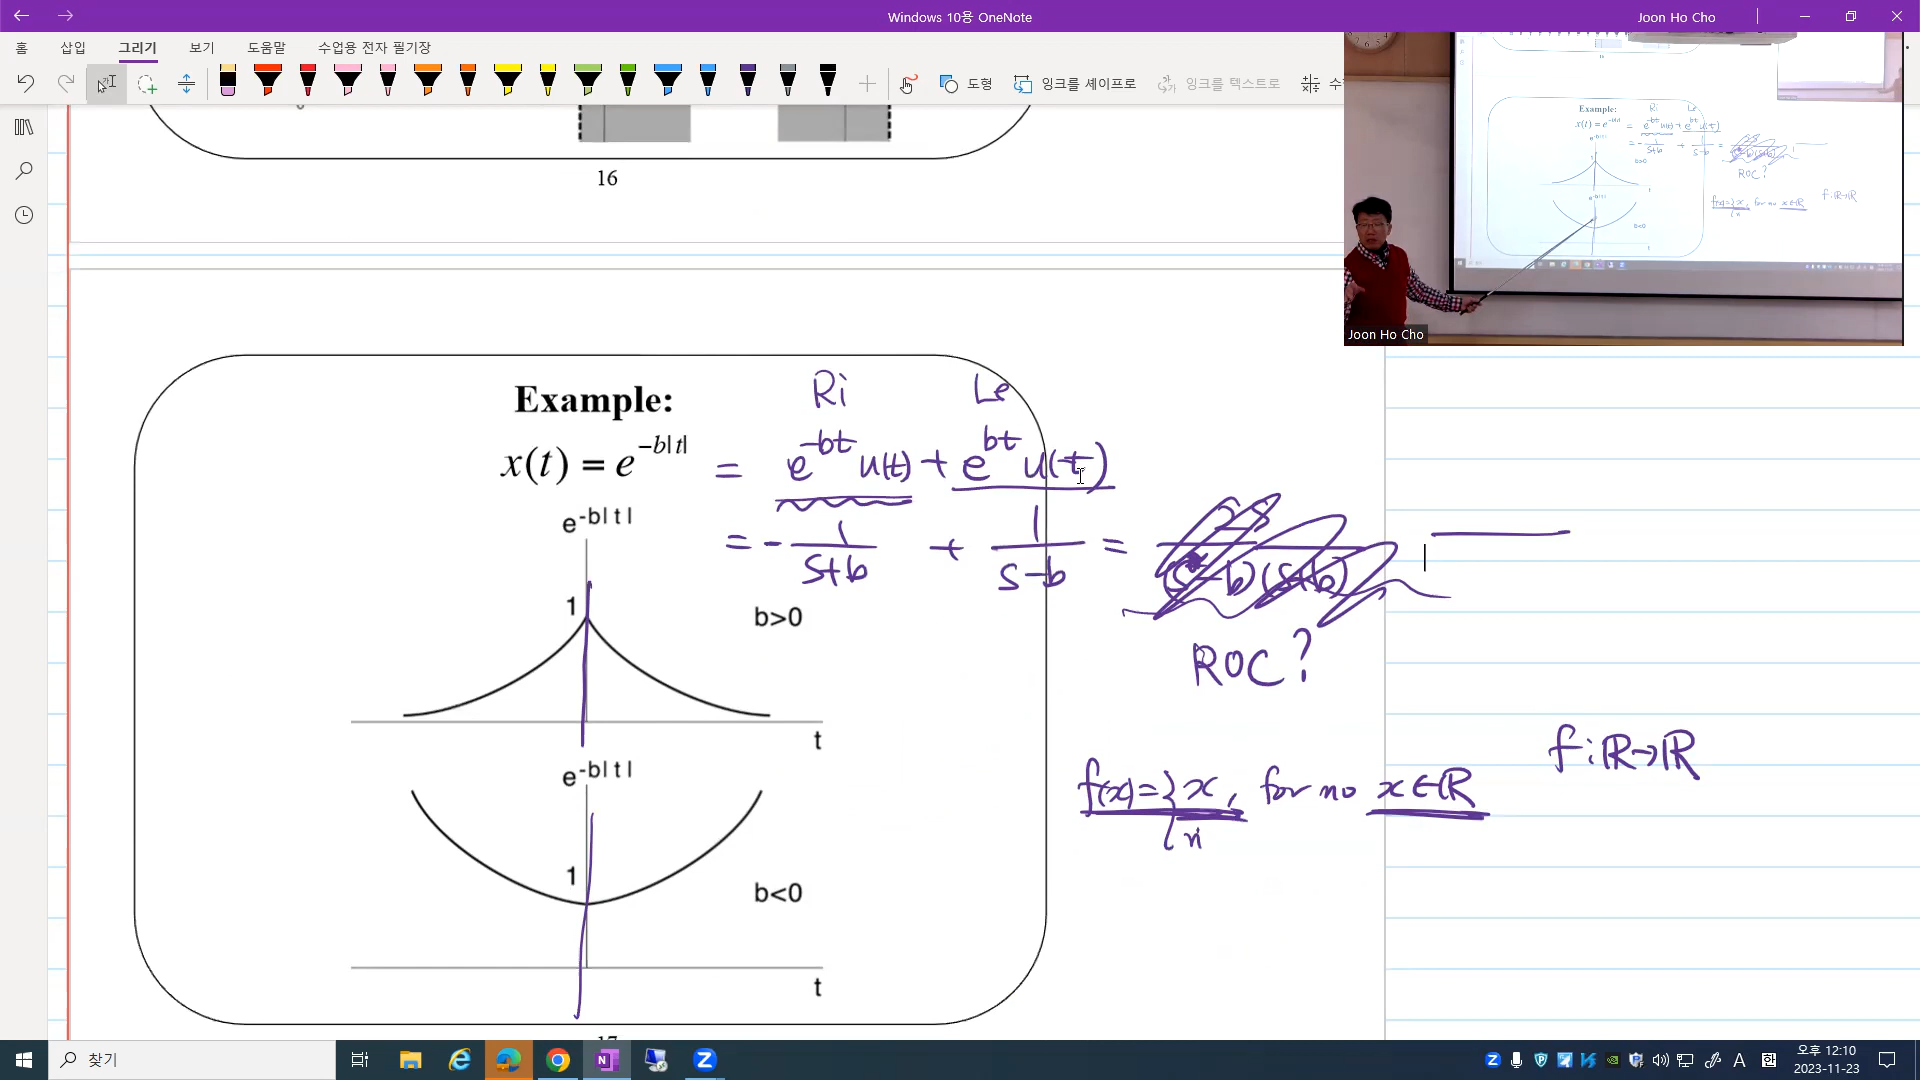 Windows 10용 OneNote
Joon Ho Cho
홈 삽입 그리기 보기 도움말 수업용 전자 필기장
도형 잉크를 셰이프로 잉크를 텍스트로 수
16
Joon Ho Cho
Ri Le
Example:
x(t) = e^{-b|t|} = e^{-bt} u(t) + e^{bt} u(t)
= - 1/(s+b) + 1/(s-b) =
e^{-b|t|}
1
b>0
ROC?
t
f: ℝ→ℝ
e^{-b|t|}
f(x)={x, for no x∈ℝ
1
b<0
t
17
찾기
오후 12:10
2023-11-23